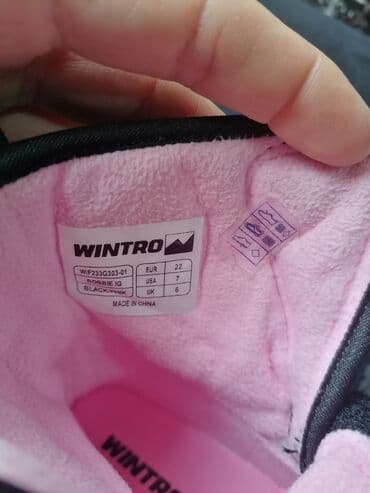 WINTRO
WIF233G303-01
BOBBIE IG
BLACK/PINK
EUR 22
USA 7
UK 6
MADE IN CHINA
WINTRO